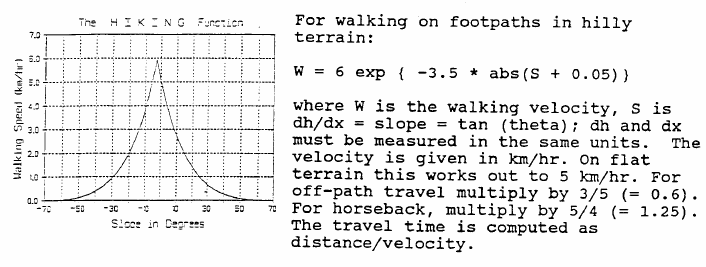 The HIKING Function
7.0
6.0
5.0
4.0
3.0
2.0
1.0
0.0
Walking Speed (km/hr)
-70 -50 -30 -10 10 30 50 70
Slope in Degrees
For walking on footpaths in hilly
terrain:
W = 6 exp { -3.5 * abs(S + 0.05)}
where W is the walking velocity, S is
dh/dx = slope = tan (theta); dh and dx
must be measured in the same units. The
velocity is given in km/hr. On flat
terrain this works out to 5 km/hr. For
off-path travel multiply by 3/5 (= 0.6).
For horseback, multiply by 5/4 (= 1.25).
The travel time is computed as
distance/velocity.